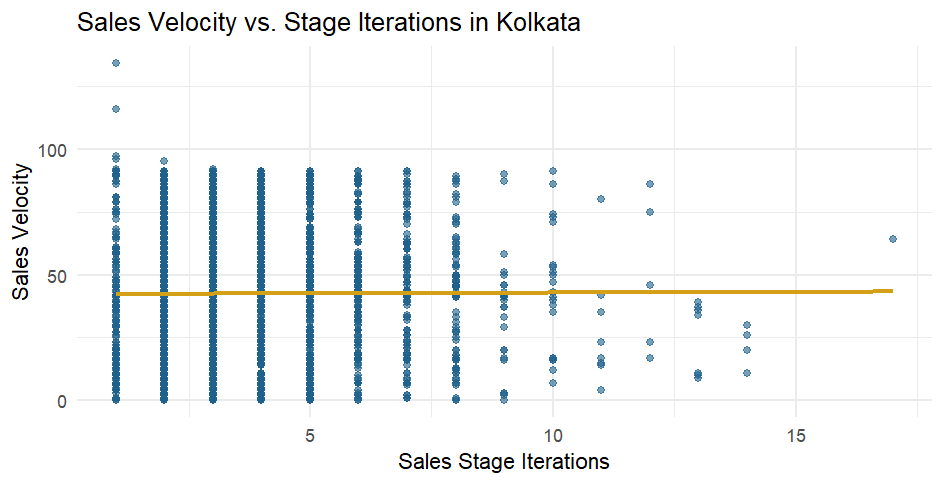 Sales Velocity vs. Stage Iterations in Kolkata
Sales Velocity
100
50
0
5
10
15
Sales Stage Iterations